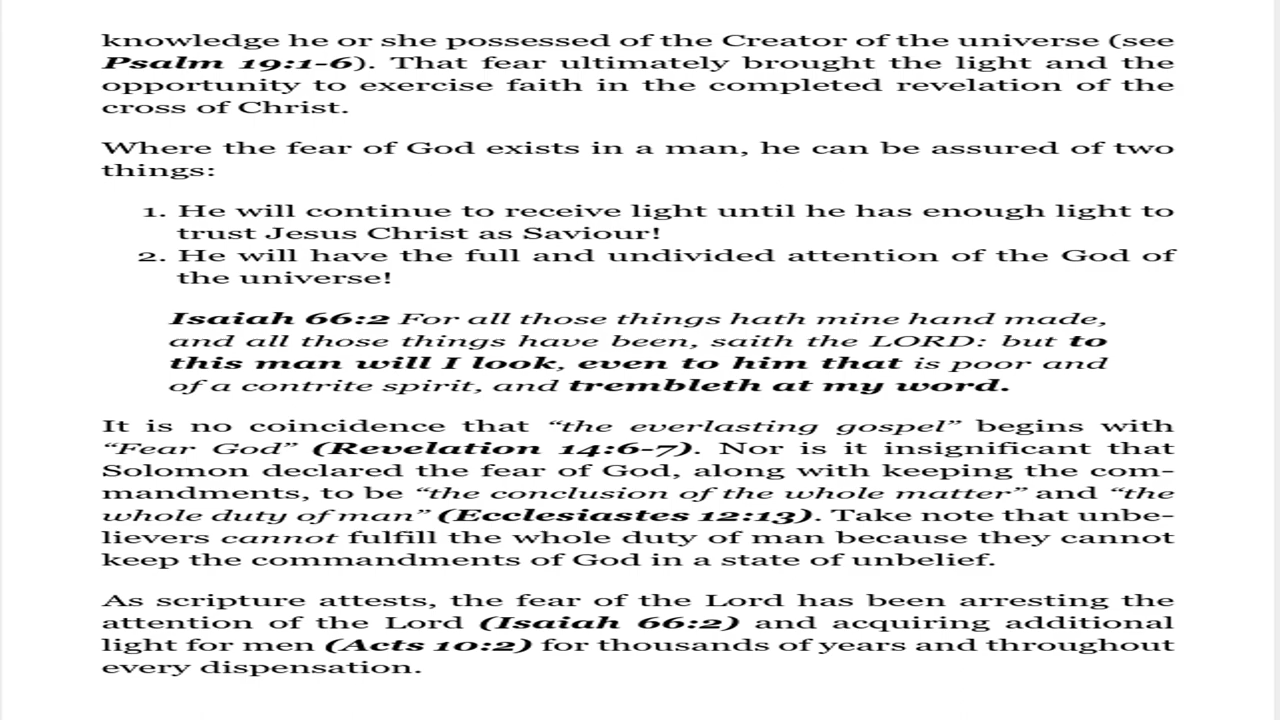 knowledge he or she possessed of the Creator of the universe (see
Psalm 19:1-6). That fear ultimately brought the light and the
opportunity to exercise faith in the completed revelation of the
cross of Christ.
Where the fear of God exists in a man, he can be assured of two
things:
1. He will continue to receive light until he has enough light to
trust Jesus Christ as Saviour!
2. He will have the full and undivided attention of the God of
the universe!
Isaiah 66:2 For all those things hath mine hand made,
and all those things have been, saith the LORD: but to
this man will I look, even to him that is poor and
of a contrite spirit, and trembleth at my word.
It is no coincidence that “the everlasting gospel” begins with
“Fear God” (Revelation 14:6-7). Nor is it insignificant that
Solomon declared the fear of God, along with keeping the com-
mandments, to be “the conclusion of the whole matter” and “the
whole duty of man” (Ecclesiastes 12:13). Take note that unbe-
lievers cannot fulfill the whole duty of man because they cannot
keep the commandments of God in a state of unbelief.
As scripture attests, the fear of the Lord has been arresting the
attention of the Lord (Isaiah 66:2) and acquiring additional
light for men (Acts 10:2) for thousands of years and throughout
every dispensation.